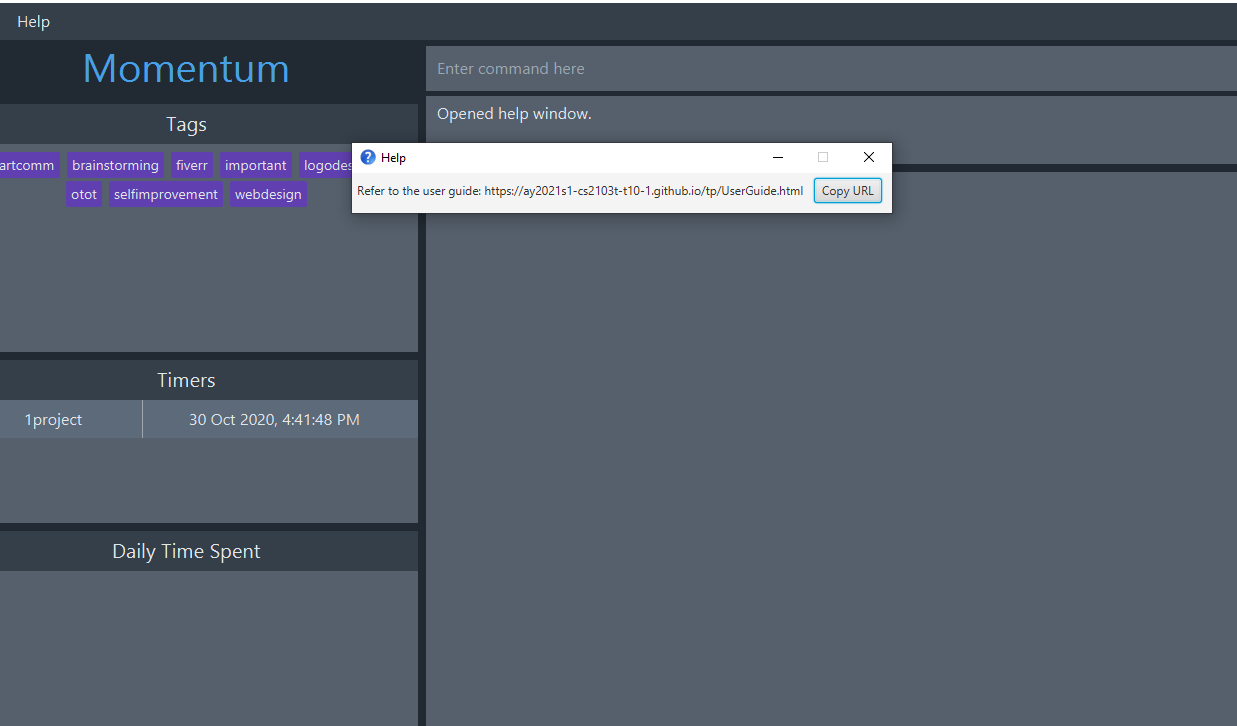 Help
Momentum
Enter command here
Opened help window.
Tags
artcomm brainstorming fiverr important logodes
otot selfimprovement webdesign
Help
Refer to the user guide: https://ay2021s1-cs2103t-t10-1.github.io/tp/UserGuide.html Copy URL
Timers
1project 30 Oct 2020, 4:41:48 PM
Daily Time Spent